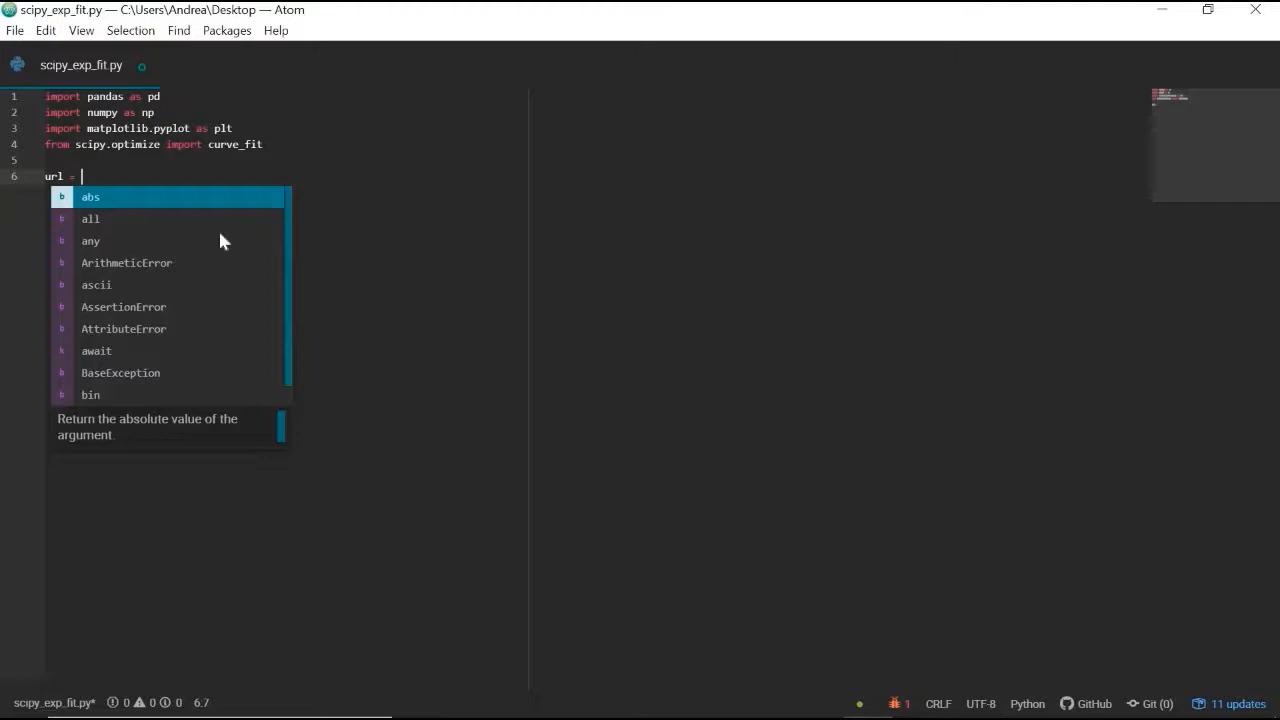 scipy_exp_fit.py — C:\Users\Andrea\Desktop — Atom
File Edit View Selection Find Packages Help
scipy_exp_fit.py
1 import pandas as pd
2 import numpy as np
3 import matplotlib.pyplot as plt
4 from scipy.optimize import curve_fit
5
6 url =
b abs
b all
b any
b ArithmeticError
b ascii
b AssertionError
b AttributeError
k await
b BaseException
b bin
Return the absolute value of the
argument.
scipy_exp_fit.py* 0 0 0 6:7 1 CRLF UTF-8 Python GitHub Git (0) 11 updates